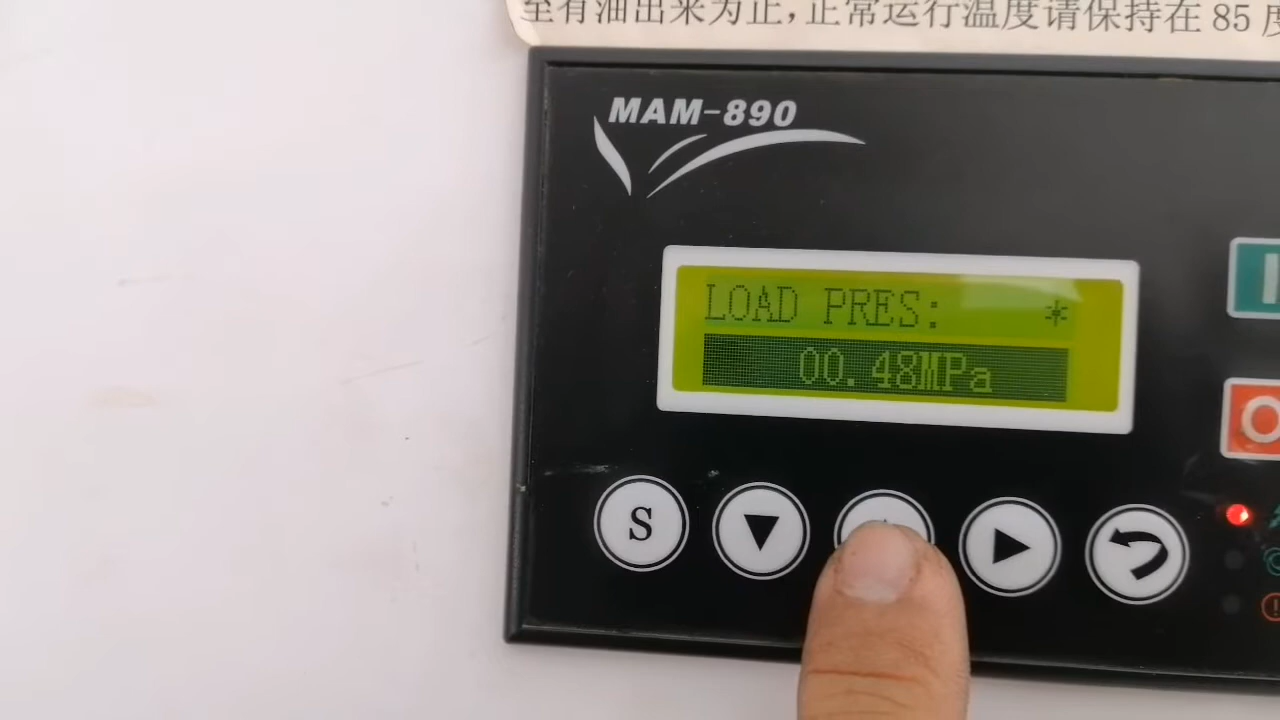 至有油出来为止，正常运行温度请保持在 85 度
MAM-890
LOAD PRES: *
00.48MPa
S
I
O